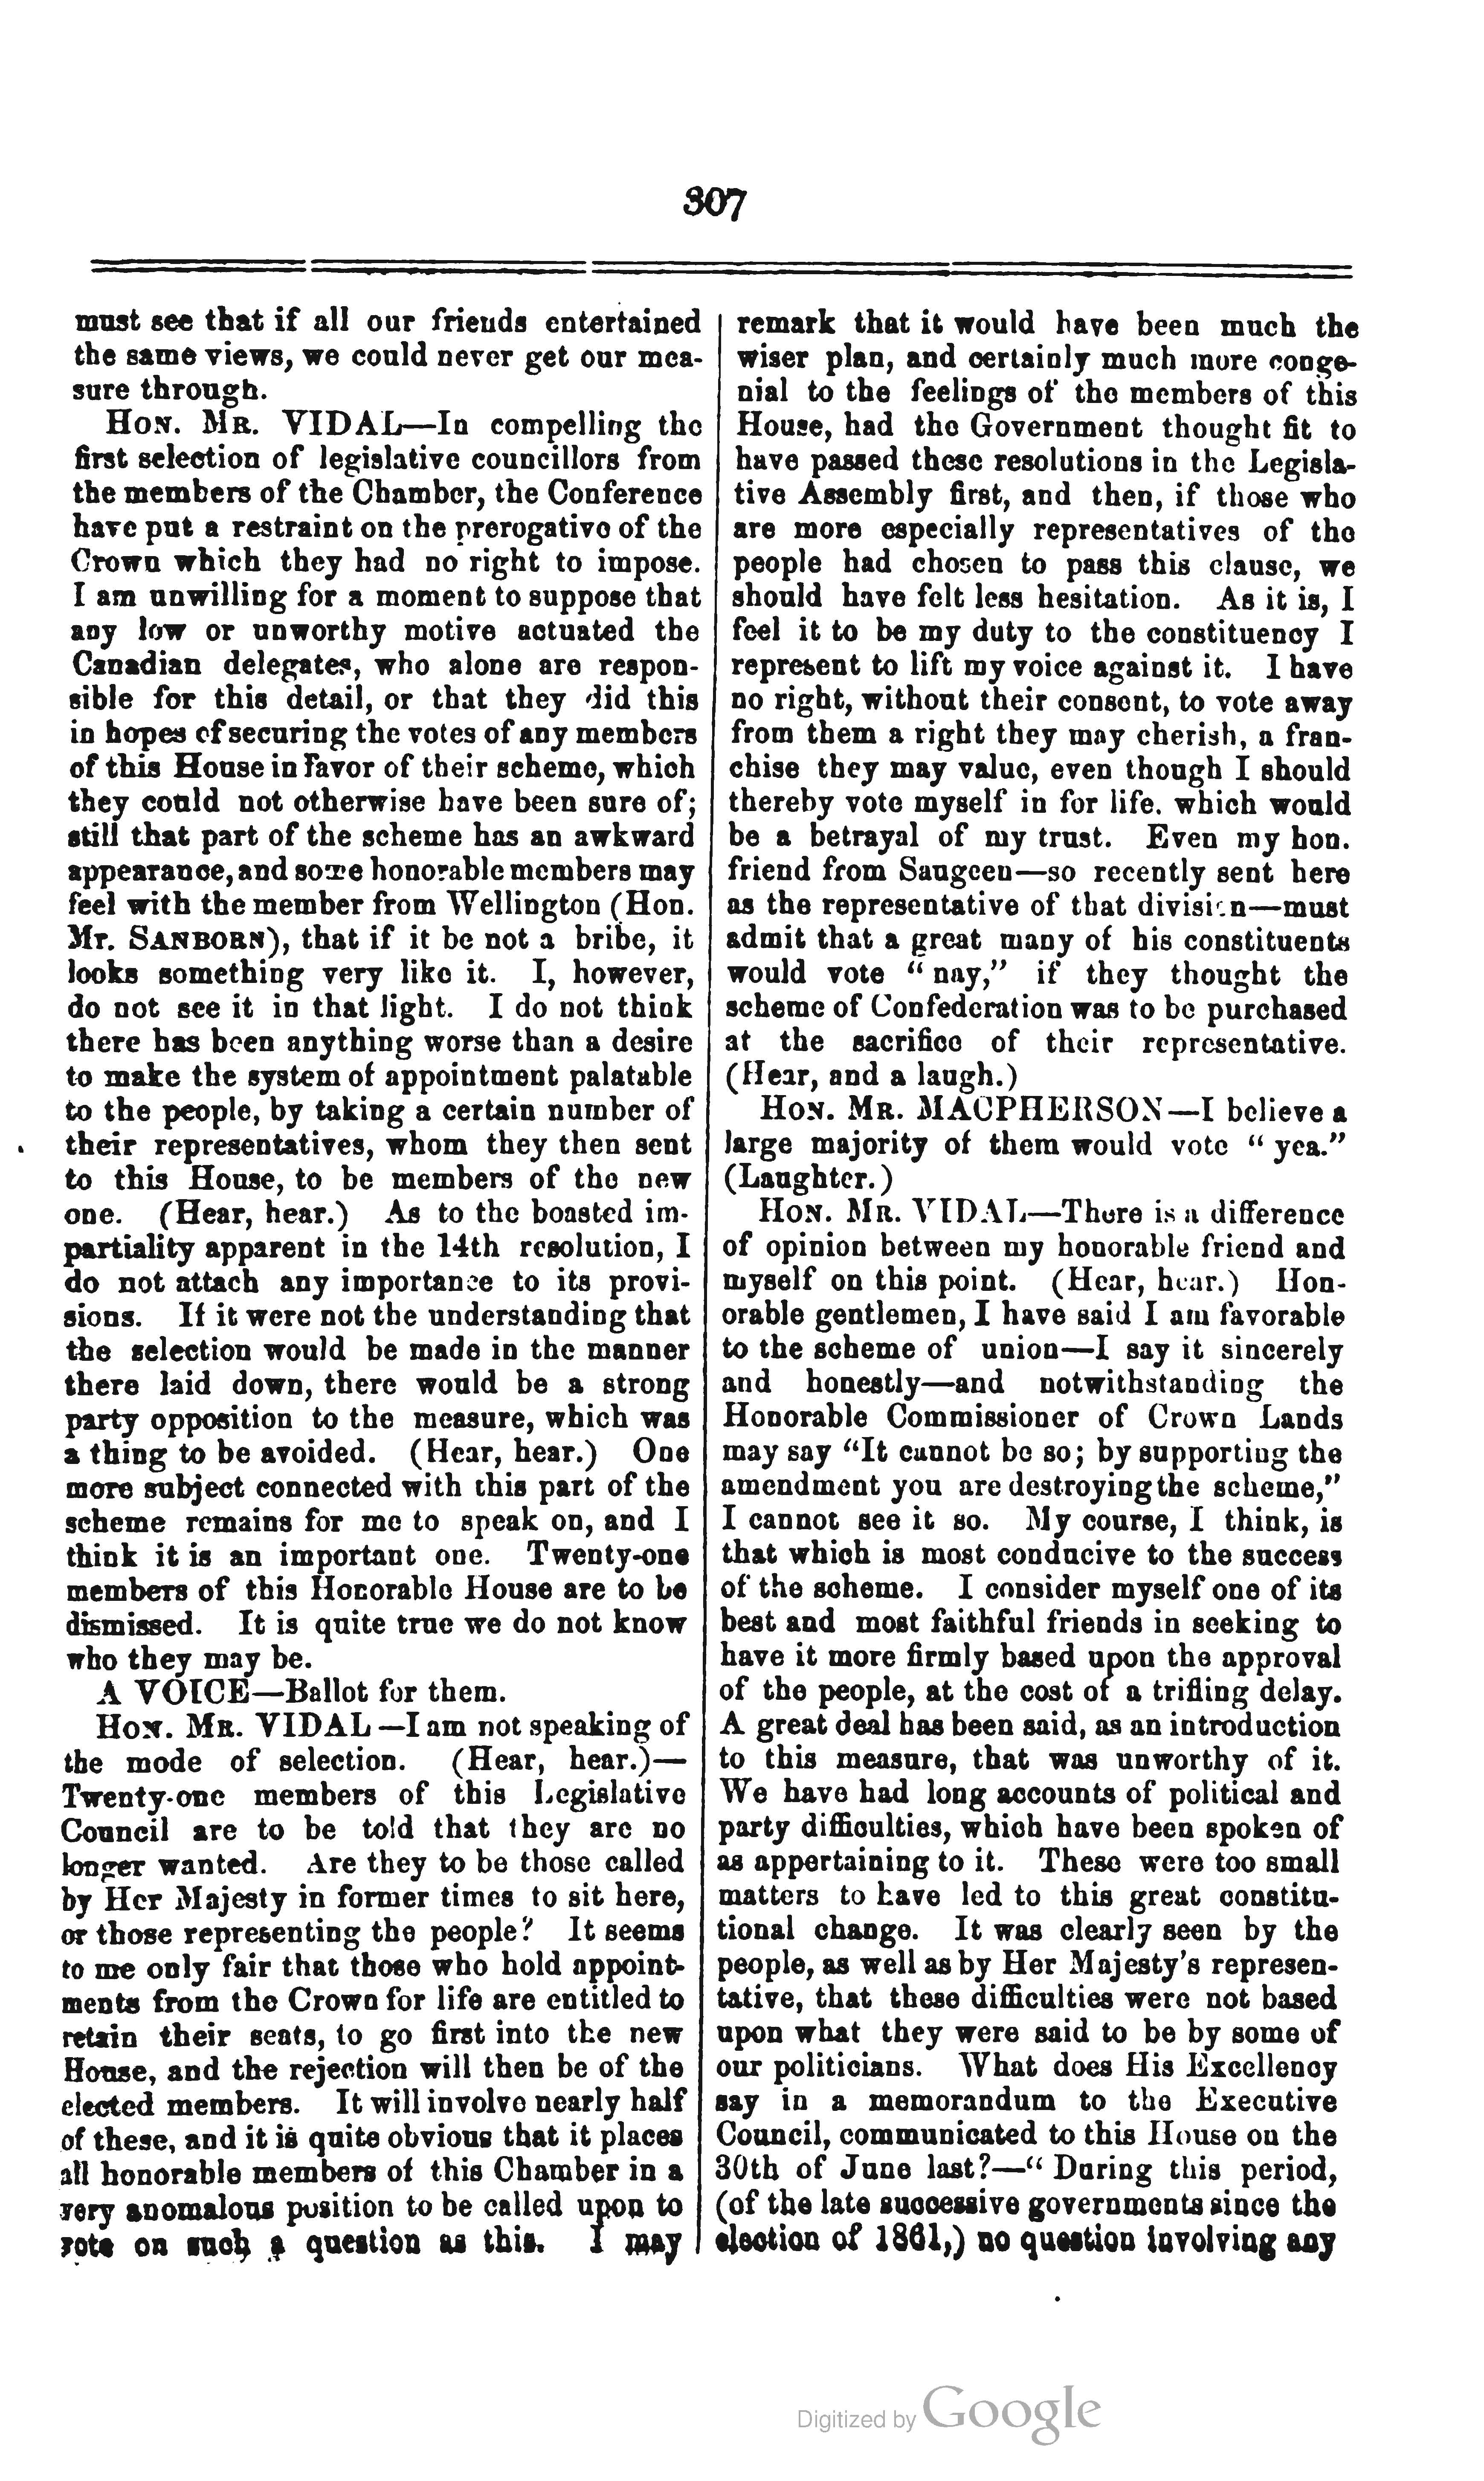 307
must see that if all our friends entertained
the same views, we could never get our mea-
sure through.
HON. MR. VIDAL—In compelling the
first selection of legislative councillors from
the members of the Chamber, the Conference
have put a restraint on the prerogative of the
Crown which they had no right to impose.
I am unwilling for a moment to suppose that
any low or unworthy motive actuated the
Canadian delegates, who alone are respon-
sible for this detail, or that they did this
in hopes of securing the votes of any members
of this House in favor of their scheme, which
they could not otherwise have been sure of;
still that part of the scheme has an awkward
appearance, and some honorable members may
feel with the member from Wellington (Hon.
Mr. SANBORN), that if it be not a bribe, it
looks something very like it. I, however,
do not see it in that light. I do not think
there has been anything worse than a desire
to make the system of appointment palatable
to the people, by taking a certain number of
their representatives, whom they then sent
to this House, to be members of the new
one. (Hear, hear.) As to the boasted im-
partiality apparent in the 14th resolution, I
do not attach any importance to its provi-
sions. If it were not the understanding that
the selection would be made in the manner
there laid down, there would be a strong
party opposition to the measure, which was
a thing to be avoided. (Hear, hear.) One
more subject connected with this part of the
scheme remains for me to speak on, and I
think it is an important one. Twenty-one
members of this Honorable House are to be
dismissed. It is quite true we do not know
who they may be.
A VOICE—Ballot for them.
HON. MR. VIDAL—I am not speaking of
the mode of selection. (Hear, hear.)—
Twenty-one members of this Legislative
Council are to be told that they are no
longer wanted. Are they to be those called
by Her Majesty in former times to sit here,
or those representing the people? It seems
to me only fair that those who hold appoint-
ments from the Crown for life are entitled to
retain their seats, to go first into the new
House, and the rejection will then be of the
elected members. It will involve nearly half
of these, and it is quite obvious that it places
all honorable members of this Chamber in a
very anomalous position to be called upon to
vote on such a question as this. I may
remark that it would have been much the
wiser plan, and certainly much more conge-
nial to the feelings of the members of this
House, had the Government thought fit to
have passed these resolutions in the Legisla-
tive Assembly first, and then, if those who
are more especially representatives of the
people had chosen to pass this clause, we
should have felt less hesitation. As it is, I
feel it to be my duty to the constituency I
represent to lift my voice against it. I have
no right, without their consent, to vote away
from them a right they may cherish, a fran-
chise they may value, even though I should
thereby vote myself in for life, which would
be a betrayal of my trust. Even my hon.
friend from Saugeen—so recently sent here
as the representative of that division—must
admit that a great many of his constituents
would vote "nay," if they thought the
scheme of Confederation was to be purchased
at the sacrifice of their representative.
(Hear, and a laugh.)
HON. MR. MACPHERSON—I believe a
large majority of them would vote "yea."
(Laughter.)
HON. MR. VIDAL—There is a difference
of opinion between my honorable friend and
myself on this point. (Hear, hear.) Hon-
orable gentlemen, I have said I am favorable
to the scheme of union—I say it sincerely
and honestly—and notwithstanding the
Honorable Commissioner of Crown Lands
may say "It cannot be so; by supporting the
amendment you are destroying the scheme,"
I cannot see it so. My course, I think, is
that which is most conducive to the success
of the scheme. I consider myself one of its
best and most faithful friends in seeking to
have it more firmly based upon the approval
of the people, at the cost of a trifling delay.
A great deal has been said, as an introduction
to this measure, that was unworthy of it.
We have had long accounts of political and
party difficulties, which have been spoken of
as appertaining to it. These were too small
matters to have led to this great constitu-
tional change. It was clearly seen by the
people, as well as by Her Majesty's represen-
tative, that these difficulties were not based
upon what they were said to be by some of
our politicians. What does His Excellency
say in a memorandum to the Executive
Council, communicated to this House on the
30th of June last?—"During this period,
(of the late successive governments since the
election of 1861,) no question involving any
Digitized by Google